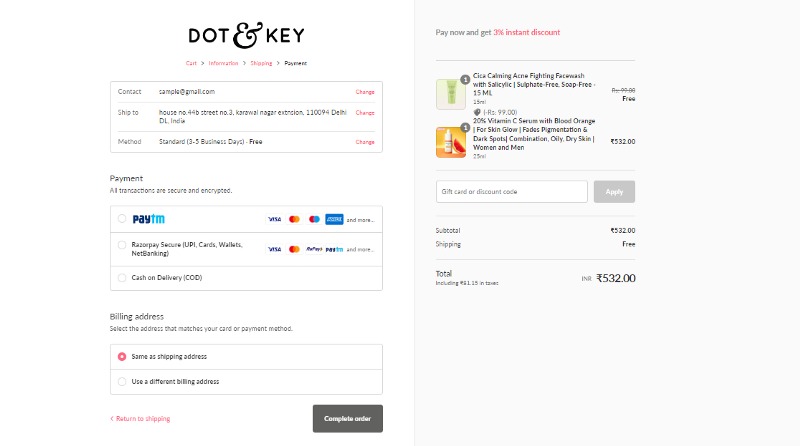 DOT & KEY
Cart > Information > Shipping > Payment
Contact sample@gmail.com Change
Ship to house no.44b street no.3, karawal nagar extnsion, 110094 Delhi Change
DL, India
Method Standard (3-5 Business Days) · Free Change
Payment
All transactions are secure and encrypted.
paytm VISA AMERICAN EXPRESS and more...
Razorpay Secure (UPI, Cards, Wallets, VISA RuPay paytm and more...
NetBanking)
Cash on Delivery (COD)
Billing address
Select the address that matches your card or payment method.
Same as shipping address
Use a different billing address
< Return to shipping
Complete order
Pay now and get 3% instant discount
1
Cica Calming Acne Fighting Facewash
with Salicylic | Sulphate-Free, Soap-Free - Rs. 99.00
15 ML Free
15ml
(-Rs. 99.00)
1
20% Vitamin C Serum with Blood Orange
| For Skin Glow | Fades Pigmentation &
Dark Spots| Combination, Oily, Dry Skin | ₹532.00
Women and Men
25ml
Gift card or discount code Apply
Subtotal ₹532.00
Shipping Free
Total INR ₹532.00
Including ₹81.15 in taxes